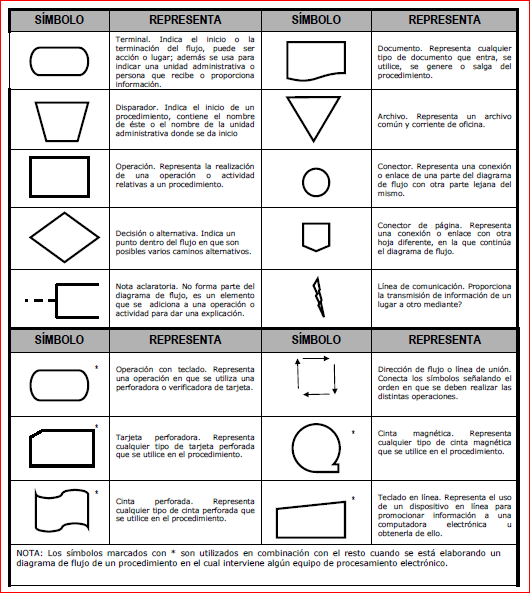 SÍMBOLO REPRESENTA SÍMBOLO REPRESENTA
Terminal. Indica el inicio o la
terminación del flujo, puede ser
acción o lugar; además se usa para
indicar una unidad administrativa o
persona que recibe o proporciona
información.
Documento. Representa cualquier
tipo de documento que entra, se
utilice, se genere o salga del
procedimiento.
Disparador. Indica el inicio de un
procedimiento, contiene el nombre
de éste o el nombre de la unidad
administrativa donde se da inicio
Archivo. Representa un archivo
común y corriente de oficina.
Operación. Representa la realización
de una operación o actividad
relativas a un procedimiento.
Conector. Representa una conexión
o enlace de una parte del diagrama
de flujo con otra parte lejana del
mismo.
Decisión o alternativa. Indica un
punto dentro del flujo en que son
posibles varios caminos alternativos.
Conector de página. Representa
una conexión o enlace con otra
hoja diferente, en la que continúa
el diagrama de flujo.
Nota aclaratoria. No forma parte del
diagrama de flujo, es un elemento
que se adiciona a una operación o
actividad para dar una explicación.
Línea de comunicación. Proporciona
la transmisión de información de un
lugar a otro mediante?
SÍMBOLO REPRESENTA SÍMBOLO REPRESENTA
*
Operación con teclado. Representa
una operación en que se utiliza una
perforadora o verificadora de tarjeta.
Dirección de flujo o línea de unión.
Conecta los símbolos señalando el
orden en que se deben realizar las
distintas operaciones.
*
Tarjeta perforadora. Representa
cualquier tipo de tarjeta perforada
que se utilice en el procedimiento.
*
Cinta magnética. Representa
cualquier tipo de cinta magnética
que se utilice en el procedimiento.
*
Cinta perforada. Representa
cualquier tipo de cinta perforada que
se utilice en el procedimiento.
*
Teclado en línea. Representa el uso
de un dispositivo en línea para
promocionar información a una
computadora electrónica u
obtenerla de ello.
NOTA: Los símbolos marcados con * son utilizados en combinación con el resto cuando se está elaborando un
diagrama de flujo de un procedimiento en el cual interviene algún equipo de procesamiento electrónico.